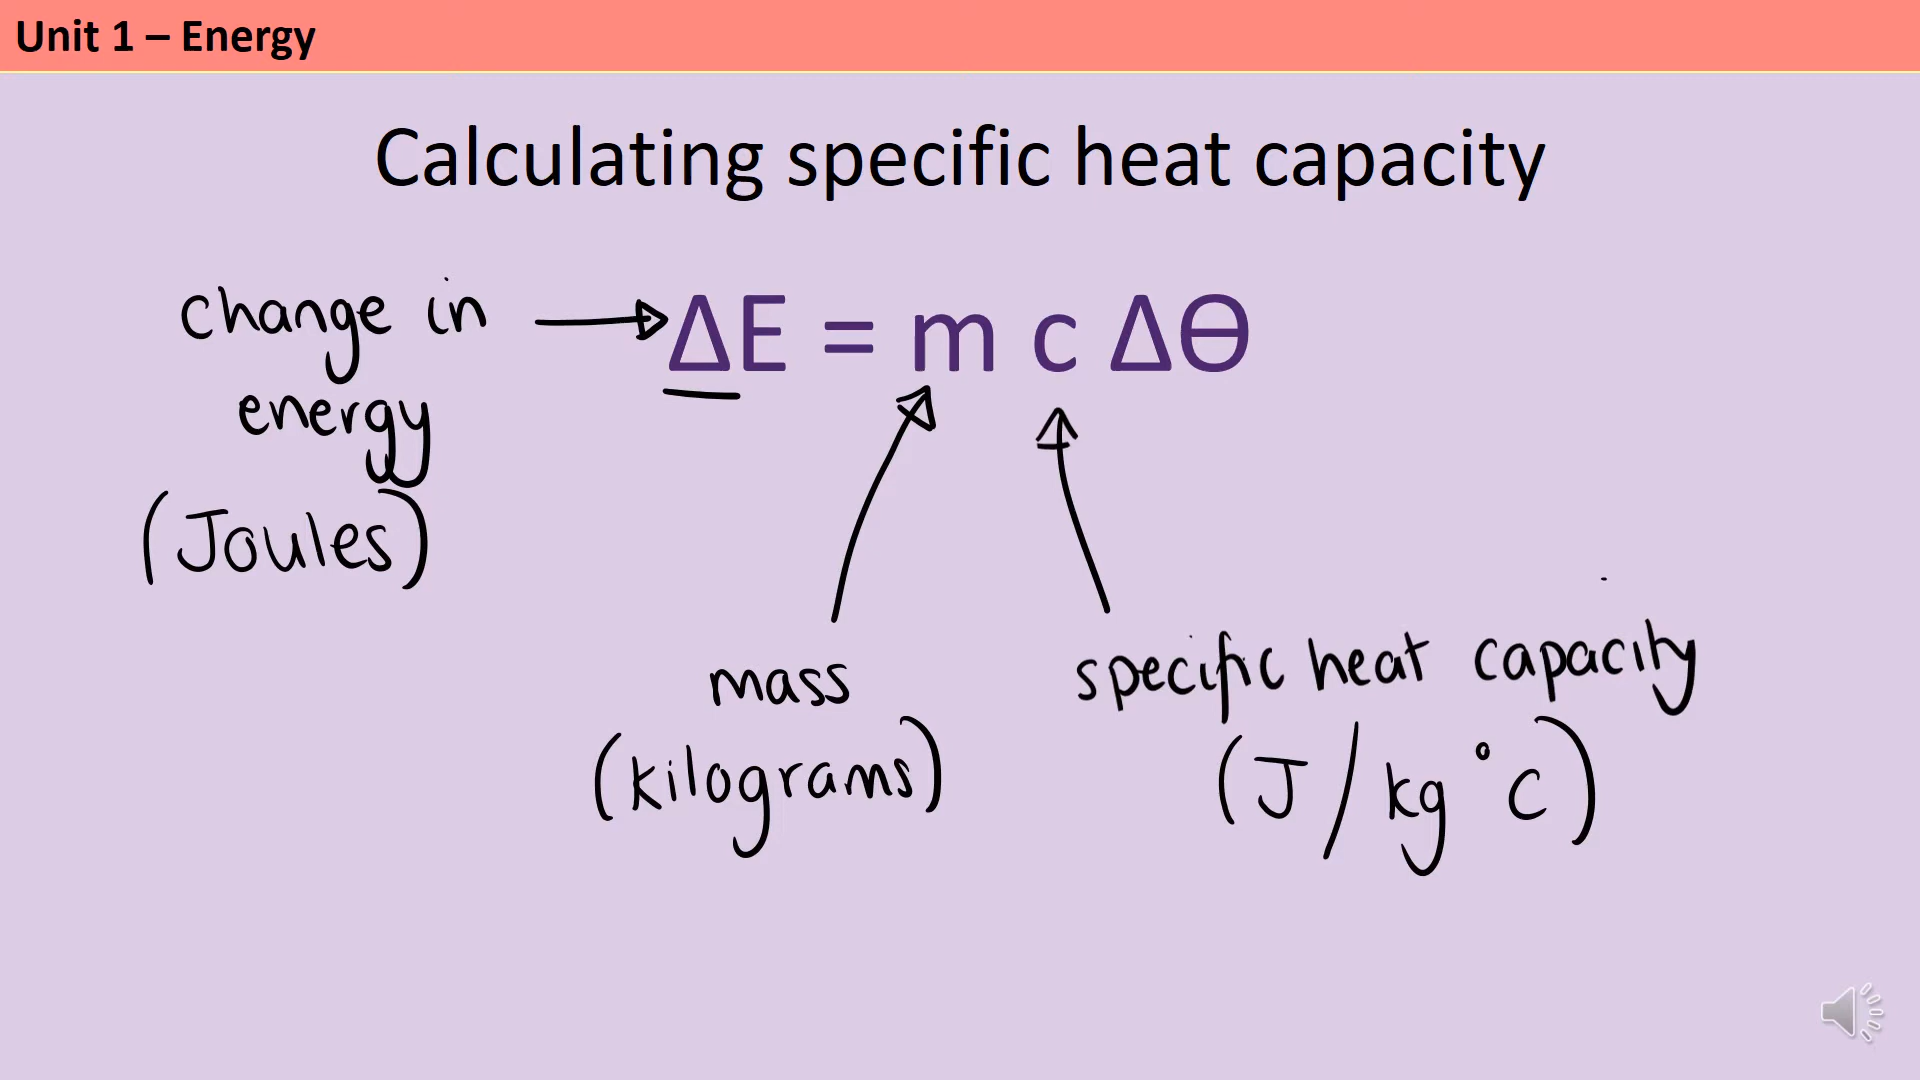 Unit 1 – Energy
Calculating specific heat capacity
change in
energy
(Joules)
ΔE = m c Δϴ
mass
(kilograms)
specific heat capacity
(J/kg °C)